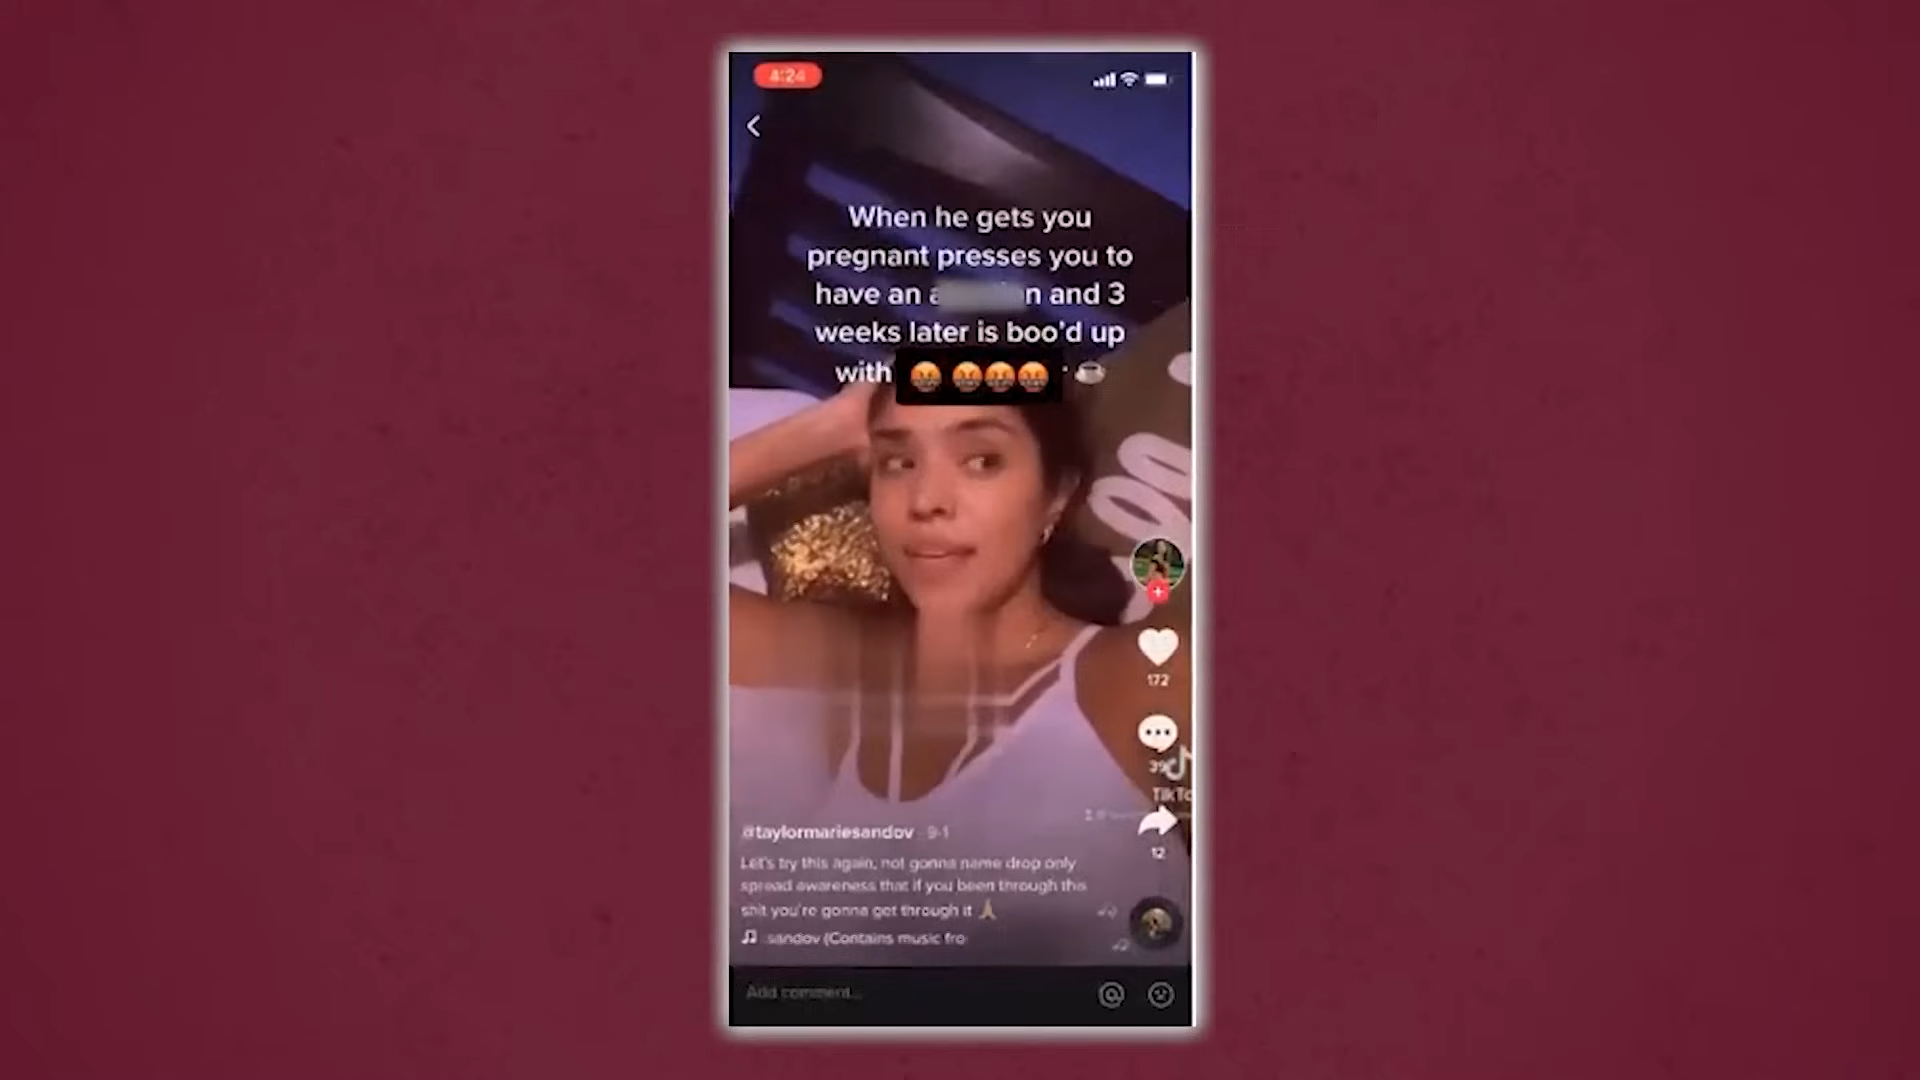 4:24
When he gets you
pregnant presses you to
have an and 3
weeks later is boo'd up
with
172
TikTo
@taylormariesandov · 9-1
12
Let's try this again, not gonna name drop only
spread awareness that if you been through this
shit you're gonna get through it
sandov (Contains music fro
Add comment...